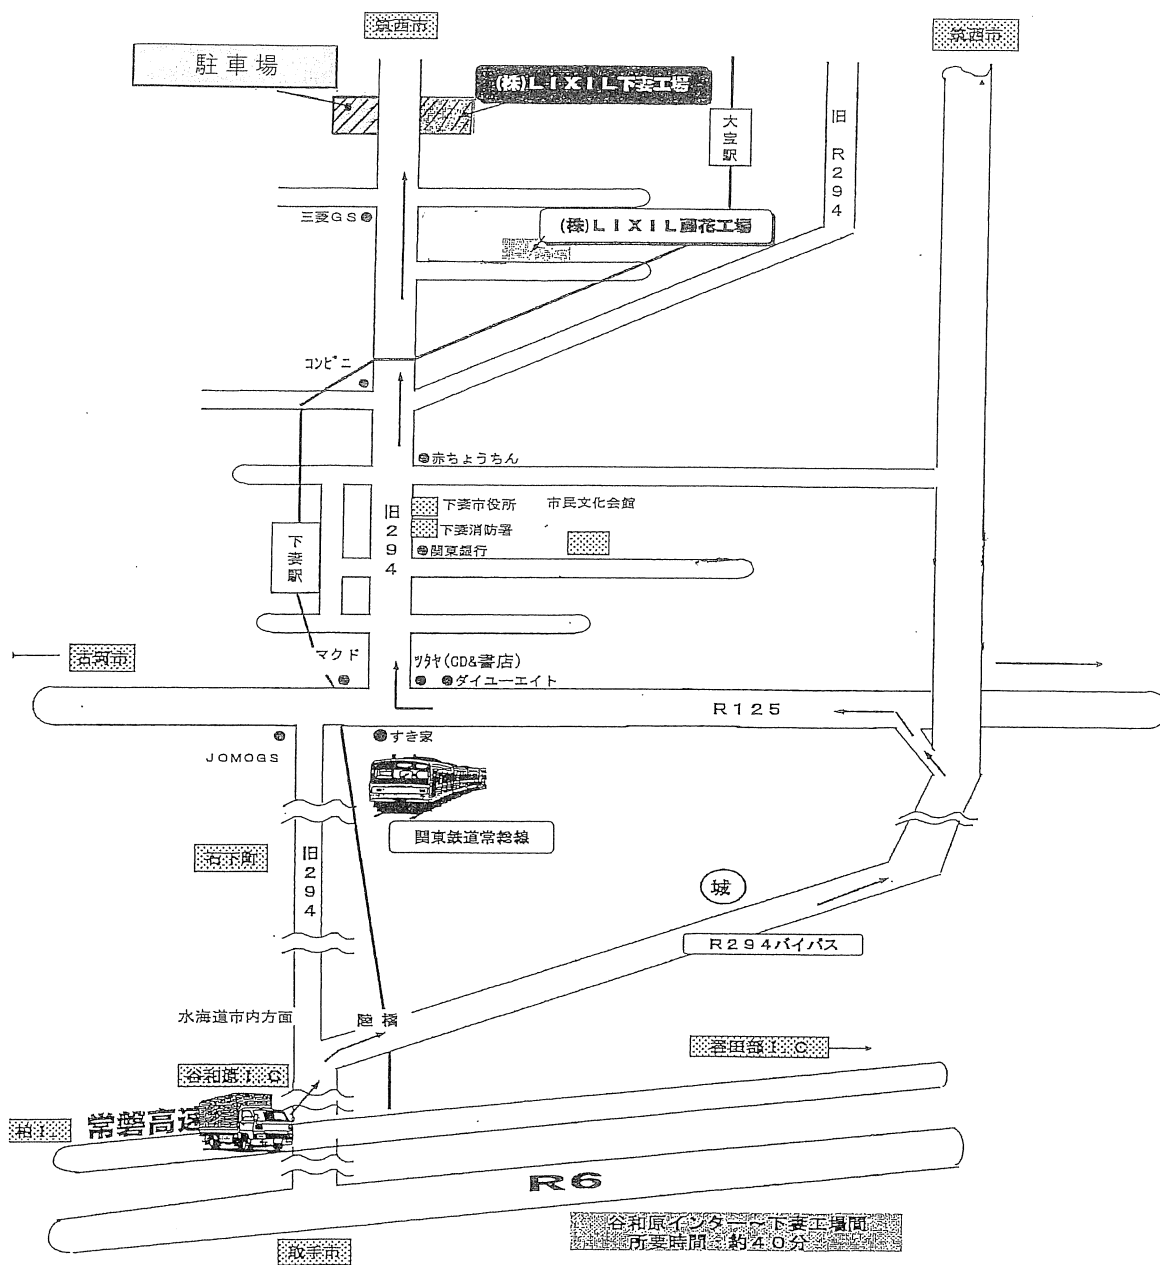 筑西市
筑西市
駐車場
(株)LIXIL下妻工場
大宝駅
旧R294
三菱GS
(株)LIXIL
コンビニ
赤ちょうちん
下妻市役所 市民文化会館
旧294
下妻消防署
関東銀行
下妻駅
古河市
マクド
ツタヤ(CD&書店)
ダイユーエイト
R125
すき家
JOMOGS
関東鉄道常総線
石下町
旧294
城
R294バイパス
水海道市内方面
陸橋
谷和原I.C
常磐高速
R6
谷和原インター~下妻工場間
所要時間:約40分
取手市